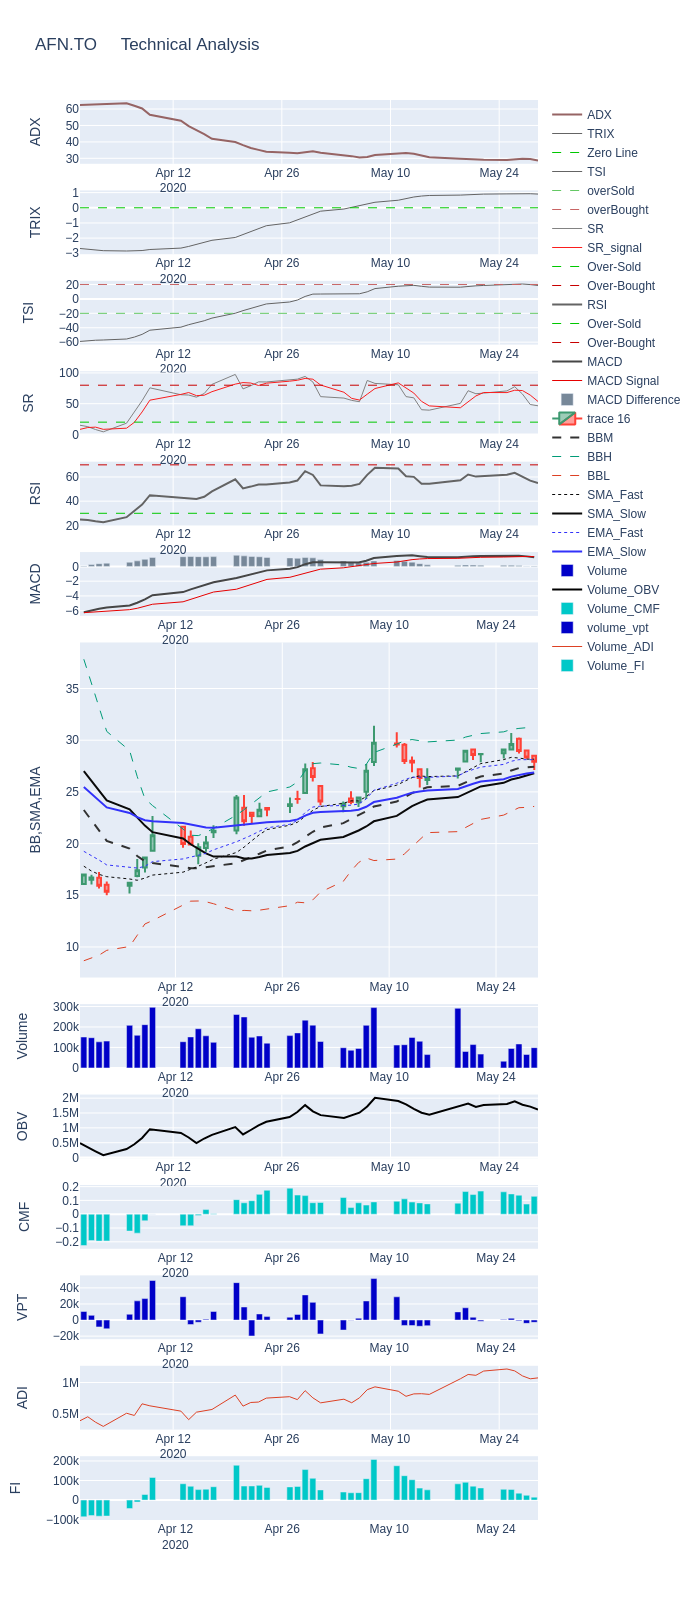 AFN.TO Technical Analysis
ADX
60
50
40
30
Apr 12
2020
Apr 26
May 10
May 24
TRIX
1
0
−1
−2
−3
Apr 12
2020
Apr 26
May 10
May 24
TSI
20
0
−20
−40
−60
Apr 12
2020
Apr 26
May 10
May 24
SR
100
50
0
Apr 12
2020
Apr 26
May 10
May 24
RSI
60
40
20
Apr 12
2020
Apr 26
May 10
May 24
MACD
0
−2
−4
−6
Apr 12
2020
Apr 26
May 10
May 24
BB,SMA,EMA
35
30
25
20
15
10
Apr 12
2020
Apr 26
May 10
May 24
Volume
300k
200k
100k
0
Apr 12
2020
Apr 26
May 10
May 24
OBV
2M
1.5M
1M
0.5M
0
Apr 12
2020
Apr 26
May 10
May 24
CMF
0.2
0.1
0
−0.1
−0.2
Apr 12
2020
Apr 26
May 10
May 24
VPT
40k
20k
0
−20k
Apr 12
2020
Apr 26
May 10
May 24
ADI
1M
0.5M
Apr 12
2020
Apr 26
May 10
May 24
FI
200k
100k
0
−100k
Apr 12
2020
Apr 26
May 10
May 24
ADX
TRIX
Zero Line
TSI
overSold
overBought
SR
SR_signal
Over-Sold
Over-Bought
RSI
Over-Sold
Over-Bought
MACD
MACD Signal
MACD Difference
trace 16
BBM
BBH
BBL
SMA_Fast
SMA_Slow
EMA_Fast
EMA_Slow
Volume
Volume_OBV
Volume_CMF
volume_vpt
Volume_ADI
Volume_FI